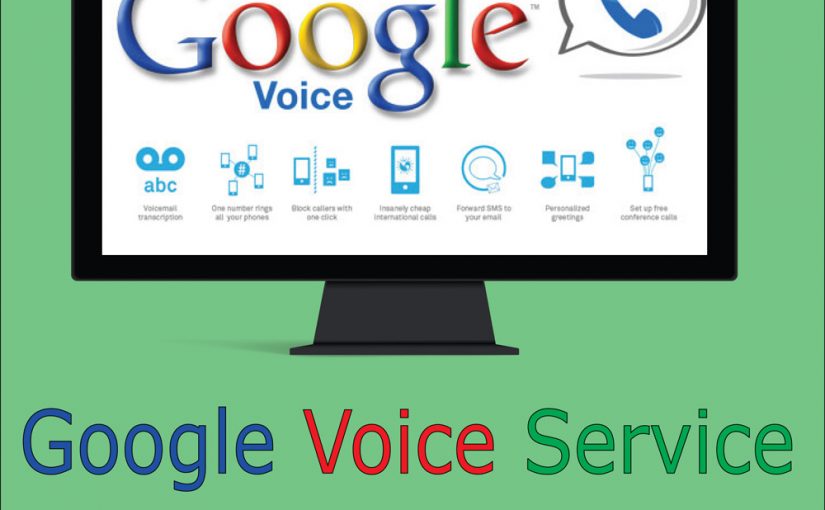 Google™
Voice
abc
#
Voicemail
transcription
One number rings
all your phones
Block callers with
one click
Insanely cheap
international calls
Forward SMS to
your email
Personalized
greetings
Set up free
conference calls
Google Voice Service